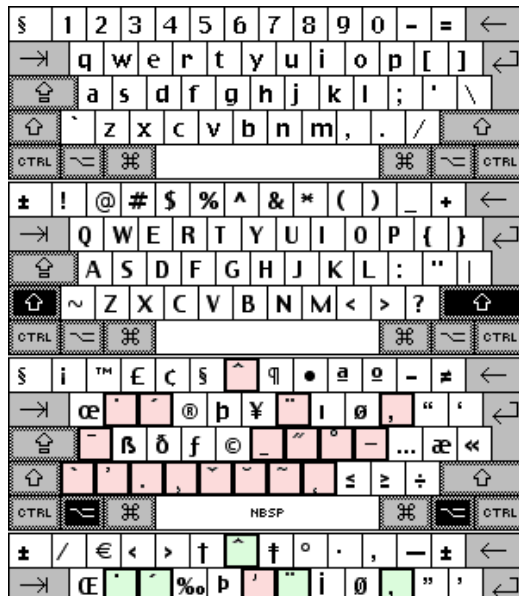 § 1 2 3 4 5 6 7 8 9 0 - =
q w e r t y u i o p [ ]
a s d f g h j k l ; ' \
` z x c v b n m , . /
CTRL ⌥ ⌘ ⌘ ⌥ CTRL
± ! @ # $ % ^ & * ( ) _ +
Q W E R T Y U I O P { }
A S D F G H J K L : " |
~ Z X C V B N M < > ?
CTRL ⌥ ⌘ ⌘ ⌥ CTRL
§ ¡ ™ £ ¢ § ^ ¶ • ª º – ≠
œ ˙ ´ ® þ ¥ ¨ ı ø , “ ‘
¯ ß ð ƒ © _ ˝ ° – … æ «
` ’ . , ˇ ˘ ~ ˛ ≤ ≥ ÷
CTRL ⌥ ⌘ NBSP ⌘ ⌥ CTRL
± / € ‹ › † ^ ‡ ° · ‚ — ±
Œ ˙ ´ ‰ Þ ’ ¨ İ Ø , ” ’